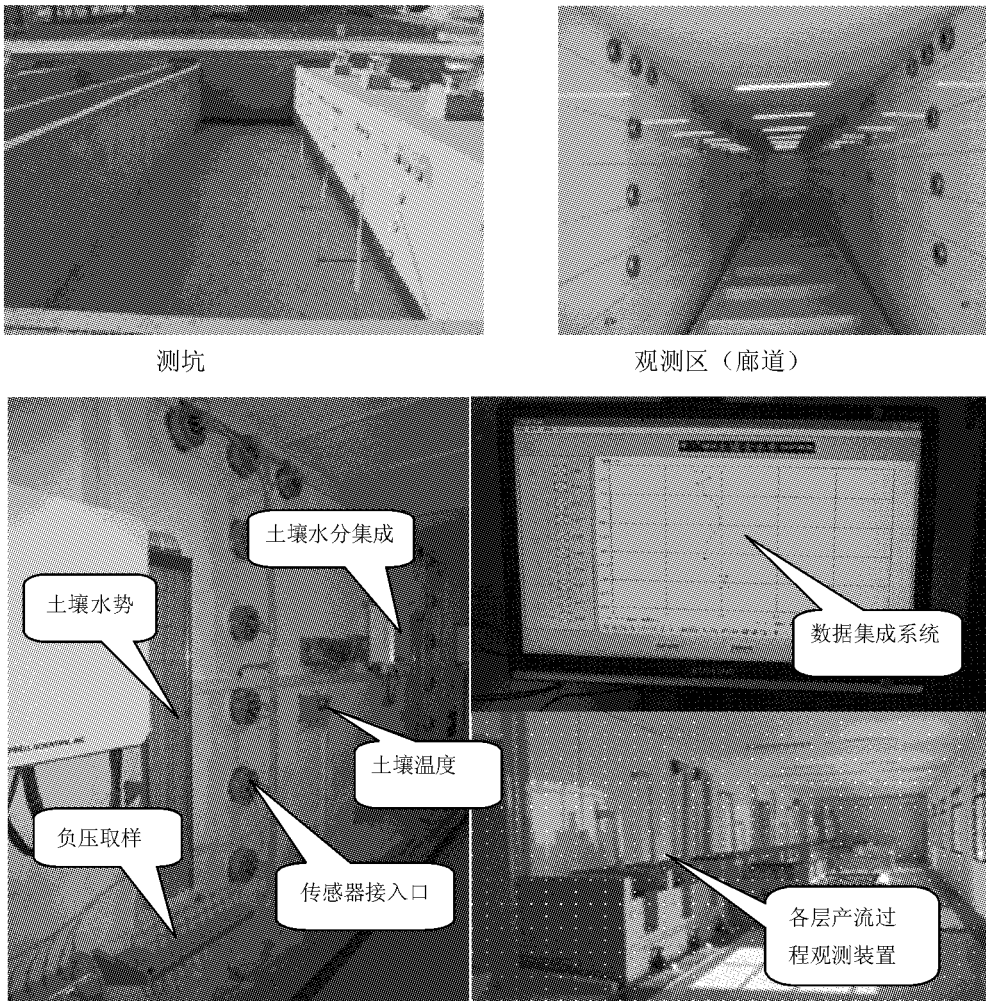 测坑
观测区（廊道）
土壤水分集成
土壤水势
数据集成系统
土壤温度
负压取样
传感器接入口
各层产流过
程观测装置